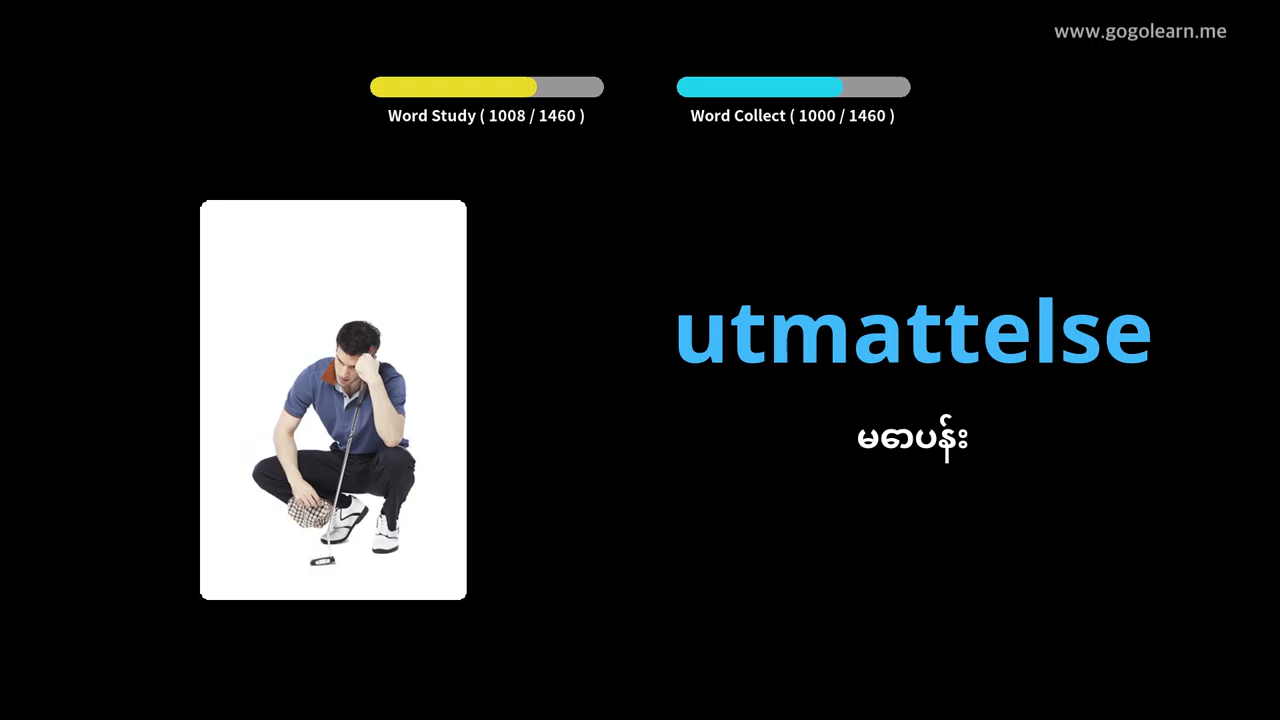 www.gogolearn.me
Word Study ( 1008 / 1460 )
Word Collect ( 1000 / 1460 )
utmattelse
မောပန်း